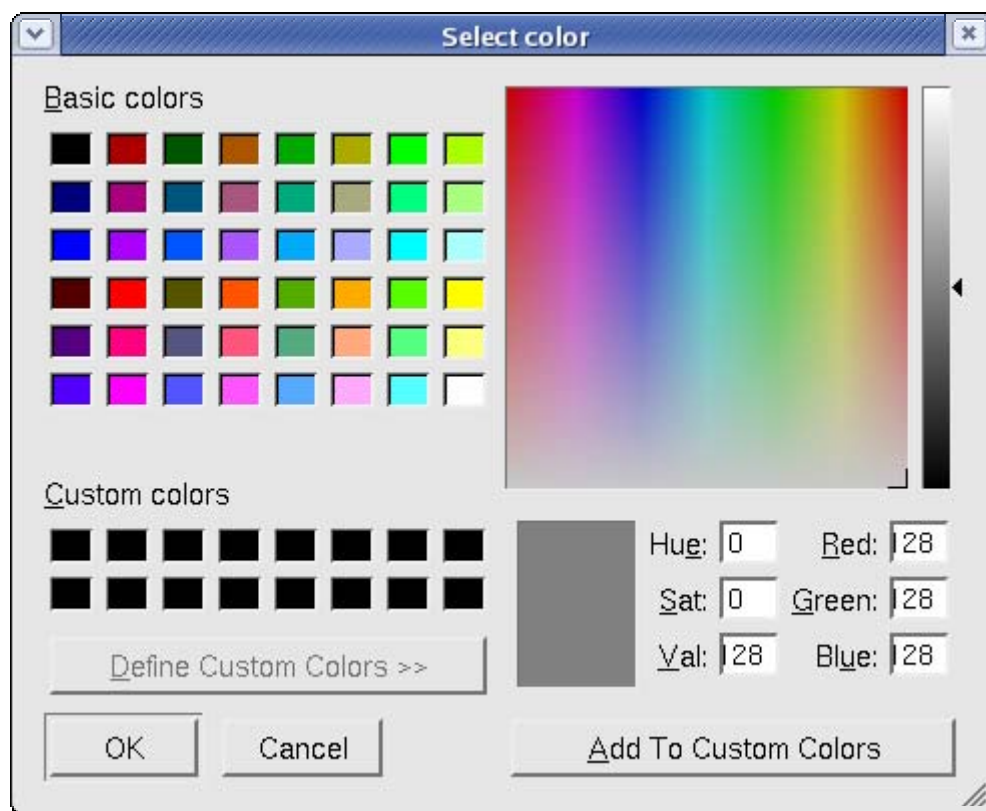 Select color
Basic colors
Custom colors
Define Custom Colors >>
OK
Cancel
Hue: 0
Red: 128
Sat: 0
Green: 128
Val: 128
Blue: 128
Add To Custom Colors